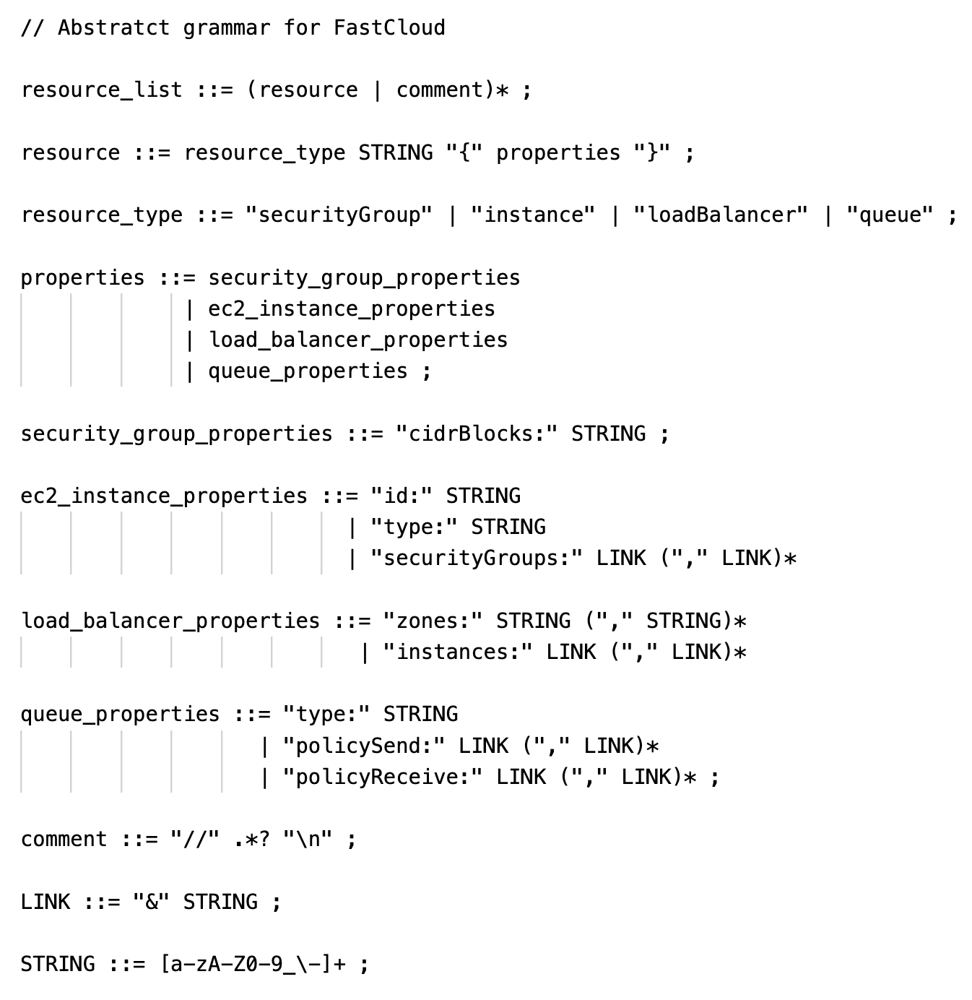 // Abstratct grammar for FastCloud
resource_list ::= (resource | comment)* ;
resource ::= resource_type STRING "{" properties "}" ;
resource_type ::= "securityGroup" | "instance" | "loadBalancer" | "queue" ;
properties ::= security_group_properties
| ec2_instance_properties
| load_balancer_properties
| queue_properties ;
security_group_properties ::= "cidrBlocks:" STRING ;
ec2_instance_properties ::= "id:" STRING
| "type:" STRING
| "securityGroups:" LINK ("," LINK)*
load_balancer_properties ::= "zones:" STRING ("," STRING)*
| "instances:" LINK ("," LINK)*
queue_properties ::= "type:" STRING
| "policySend:" LINK ("," LINK)*
| "policyReceive:" LINK ("," LINK)* ;
comment ::= "//" .*? "\n" ;
LINK ::= "&" STRING ;
STRING ::= [a-zA-Z0-9_\-]+ ;